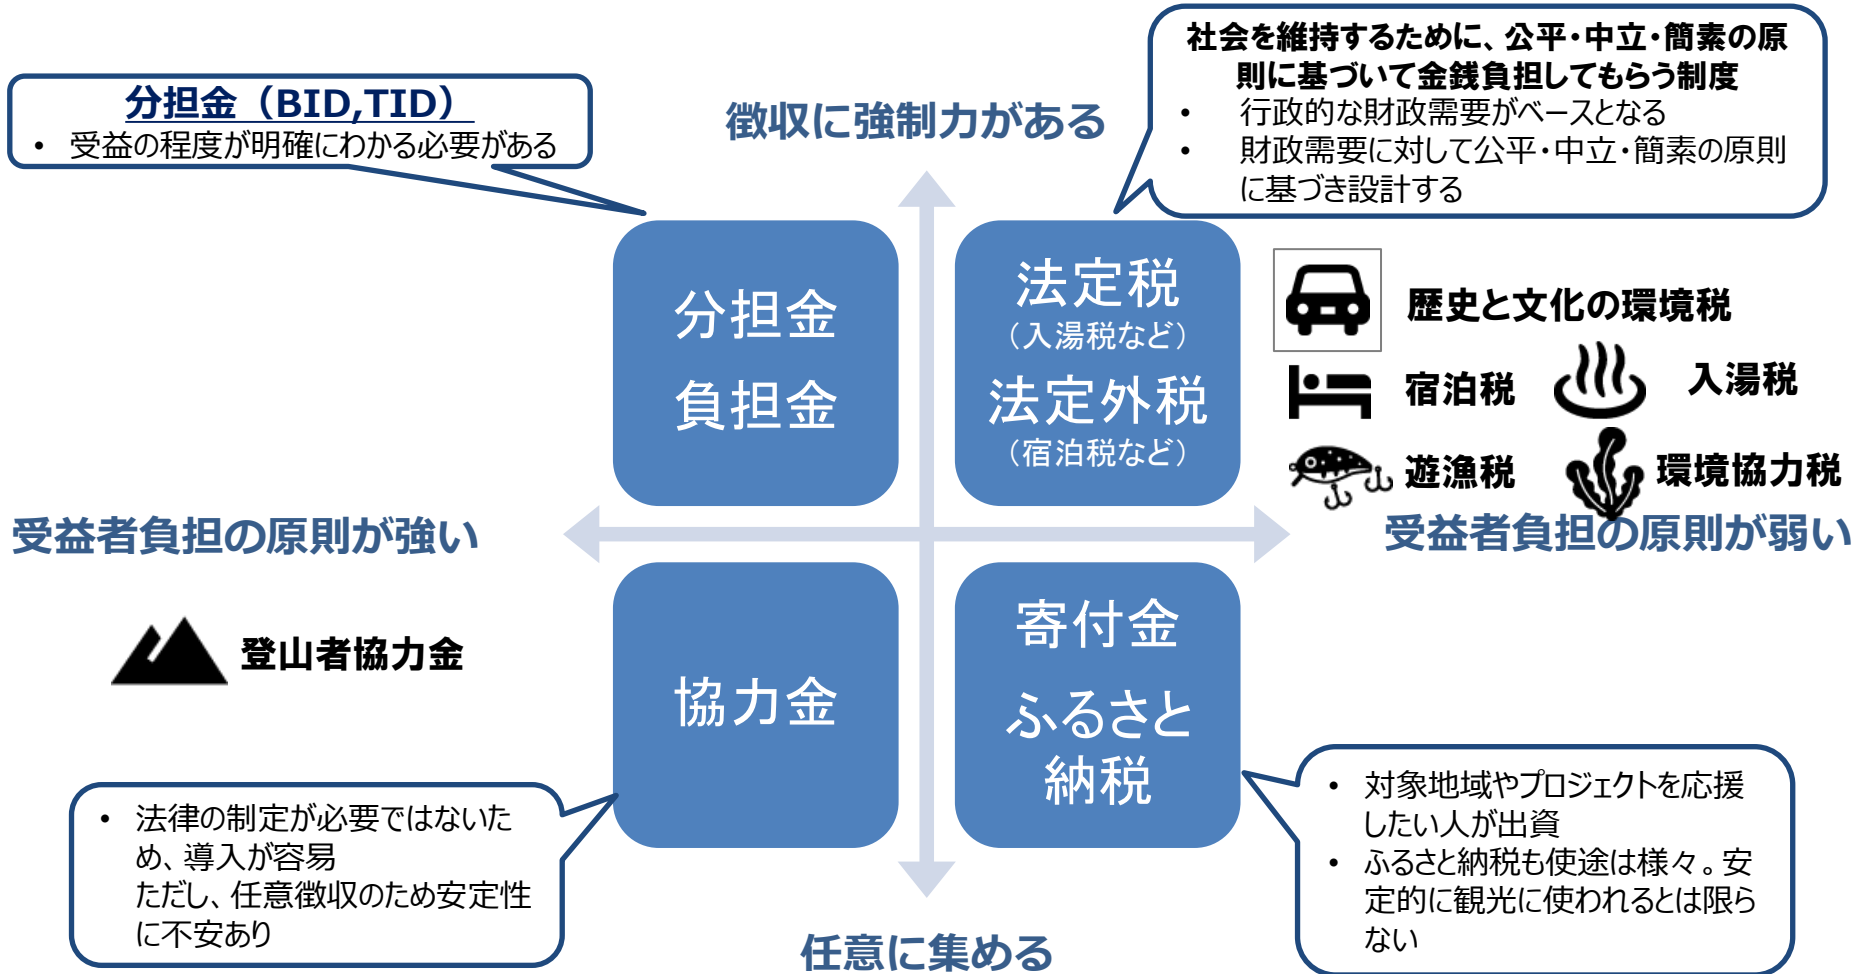 社会を維持するために、公平・中立・簡素の原
則に基づいて金銭負担してもらう制度
• 行政的な財政需要がベースとなる
• 財政需要に対して公平・中立・簡素の原則
に基づき設計する
分担金（BID,TID）
• 受益の程度が明確にわかる必要がある
徴収に強制力がある
分担金
負担金
法定税
（入湯税など）
法定外税
（宿泊税など）
歴史と文化の環境税
宿泊税
入湯税
遊漁税
環境協力税
受益者負担の原則が強い
受益者負担の原則が弱い
登山者協力金
協力金
寄付金
ふるさと
納税
• 法律の制定が必要ではないた
め、導入が容易
ただし、任意徴収のため安定性
に不安あり
• 対象地域やプロジェクトを応援
したい人が出資
• ふるさと納税も使途は様々。安
定的に観光に使われるとは限ら
ない
任意に集める